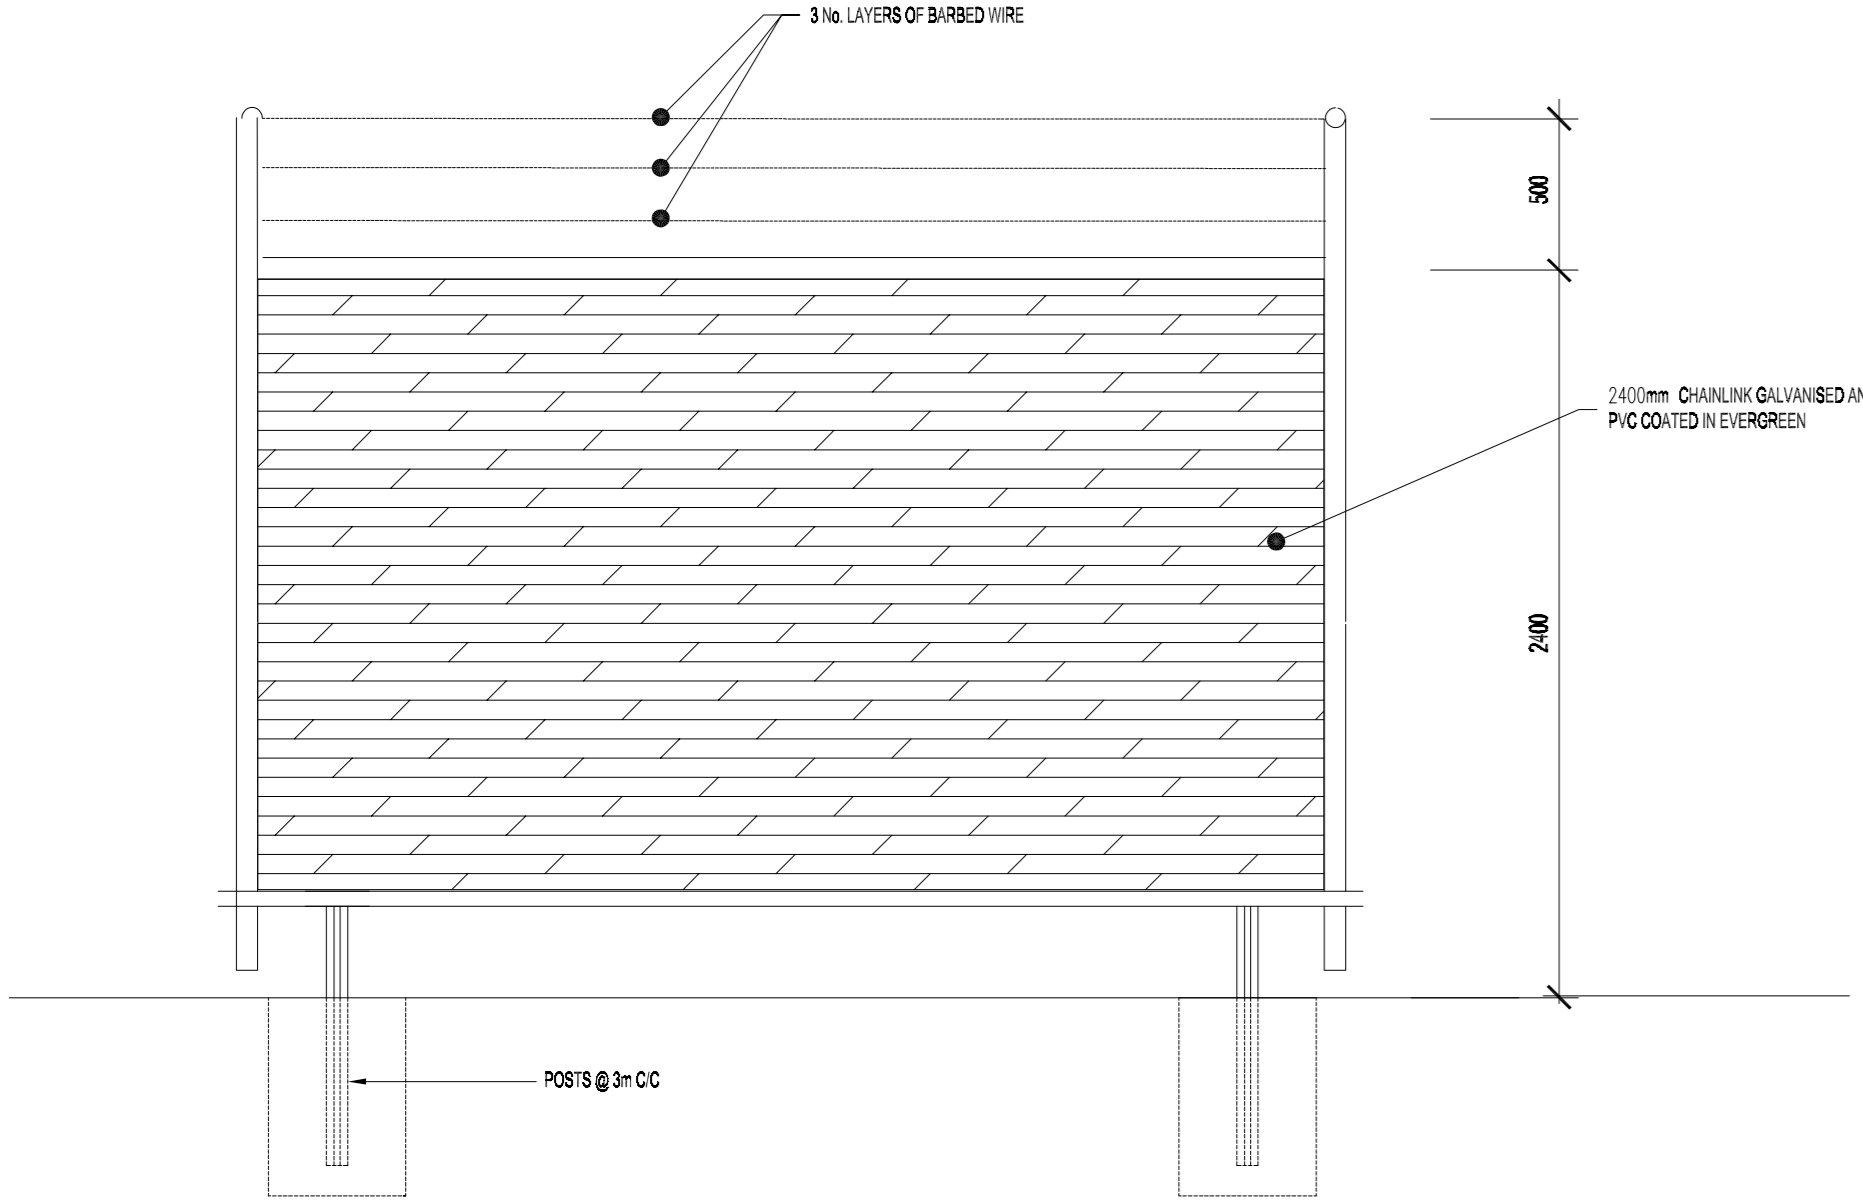 3 No. LAYERS OF BARBED WIRE
500
2400mm CHAINLINK GALVANISED AN
PVC COATED IN EVERGREEN
2400
POSTS @ 3m C/C